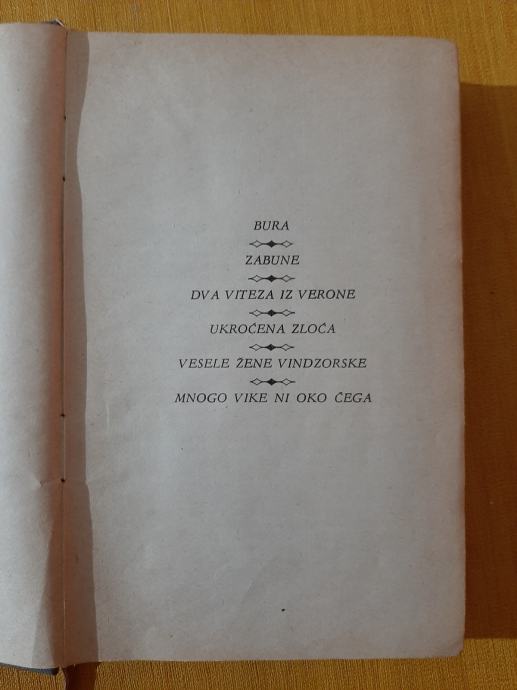 BURA
ZABUNE
DVA VITEZA IZ VERONE
UKROĆENA ZLOĆA
VESELE ŽENE VINDZORSKE
MNOGO VIKE NI OKO ČEGA